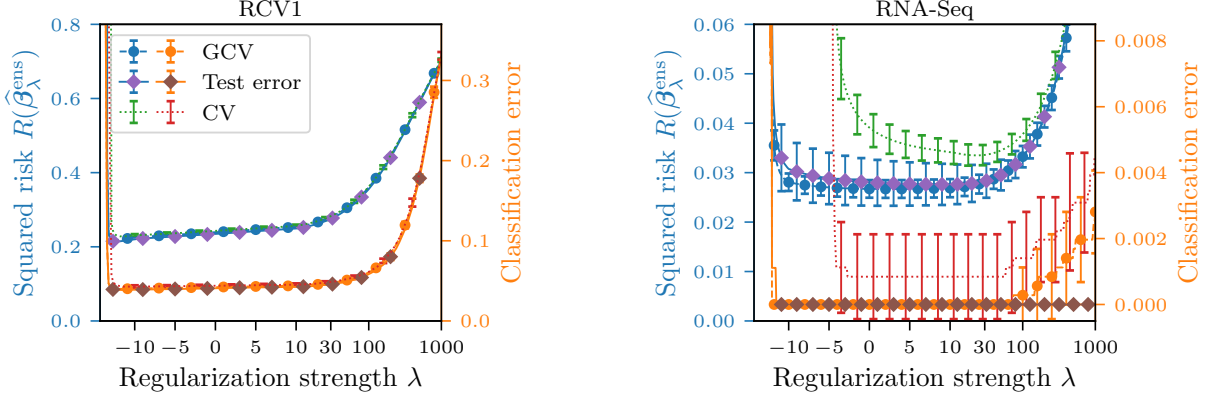 RCV1
0.8
0.6
0.4
0.2
0.0
Squared risk R(β̂_λ^ens)
GCV
Test error
CV
0.3
0.2
0.1
0.0
Classification error
−10 −5 0 5 10 30 100 1000
Regularization strength λ
RNA-Seq
0.06
0.05
0.04
0.03
0.02
0.01
0.00
Squared risk R(β̂_λ^ens)
0.008
0.006
0.004
0.002
0.000
Classification error
−10 −5 0 5 10 30 100 1000
Regularization strength λ